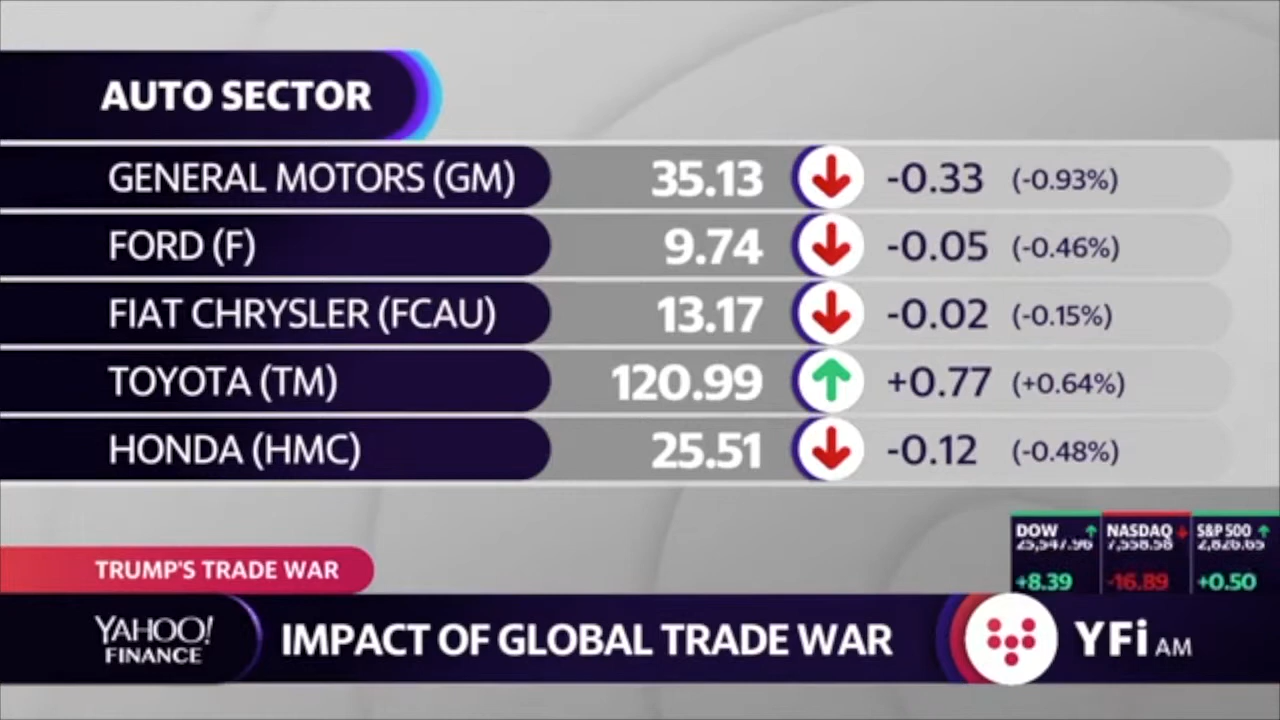 AUTO SECTOR
GENERAL MOTORS (GM) 35.13 -0.33 (-0.93%)
FORD (F) 9.74 -0.05 (-0.46%)
FIAT CHRYSLER (FCAU) 13.17 -0.02 (-0.15%)
TOYOTA (TM) 120.99 +0.77 (+0.64%)
HONDA (HMC) 25.51 -0.12 (-0.48%)
DOW NASDAQ S&P 500
+8.39 -16.89 +0.50
TRUMP'S TRADE WAR
YAHOO!
FINANCE
IMPACT OF GLOBAL TRADE WAR
YFi AM